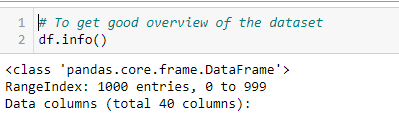 1 # To get good overview of the dataset
2 df.info()
<class 'pandas.core.frame.DataFrame'>
RangeIndex: 1000 entries, 0 to 999
Data columns (total 40 columns):